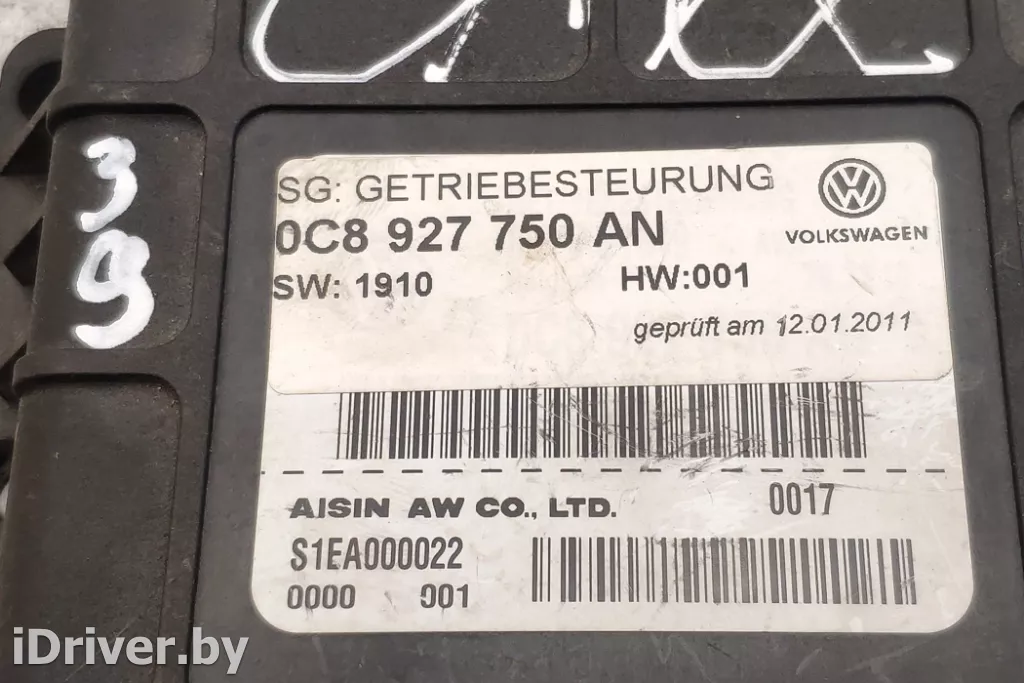 39
SG: GETRIEBESTEURUNG
0C8 927 750 AN
VOLKSWAGEN
SW: 1910 HW:001
geprüft am 12.01.2011
AISIN AW CO., LTD. 0017
S1EA000022
0000 001
iDriver.by